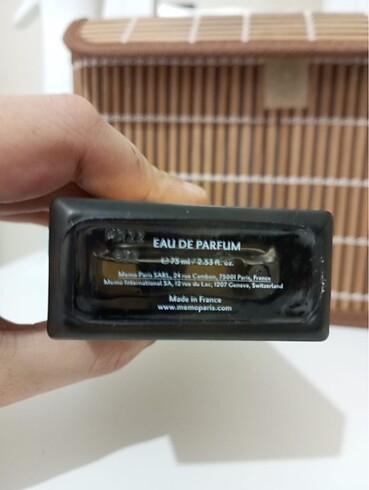 EAU DE PARFUM
℮ 75 ml / 2.53 fl. oz.
Memo Paris SARL, 24 rue Cambon, 75001 Paris, France
Memo International SA, 12 rue du Lac, 1207 Geneva, Switzerland
Made in France
www.memoparis.com